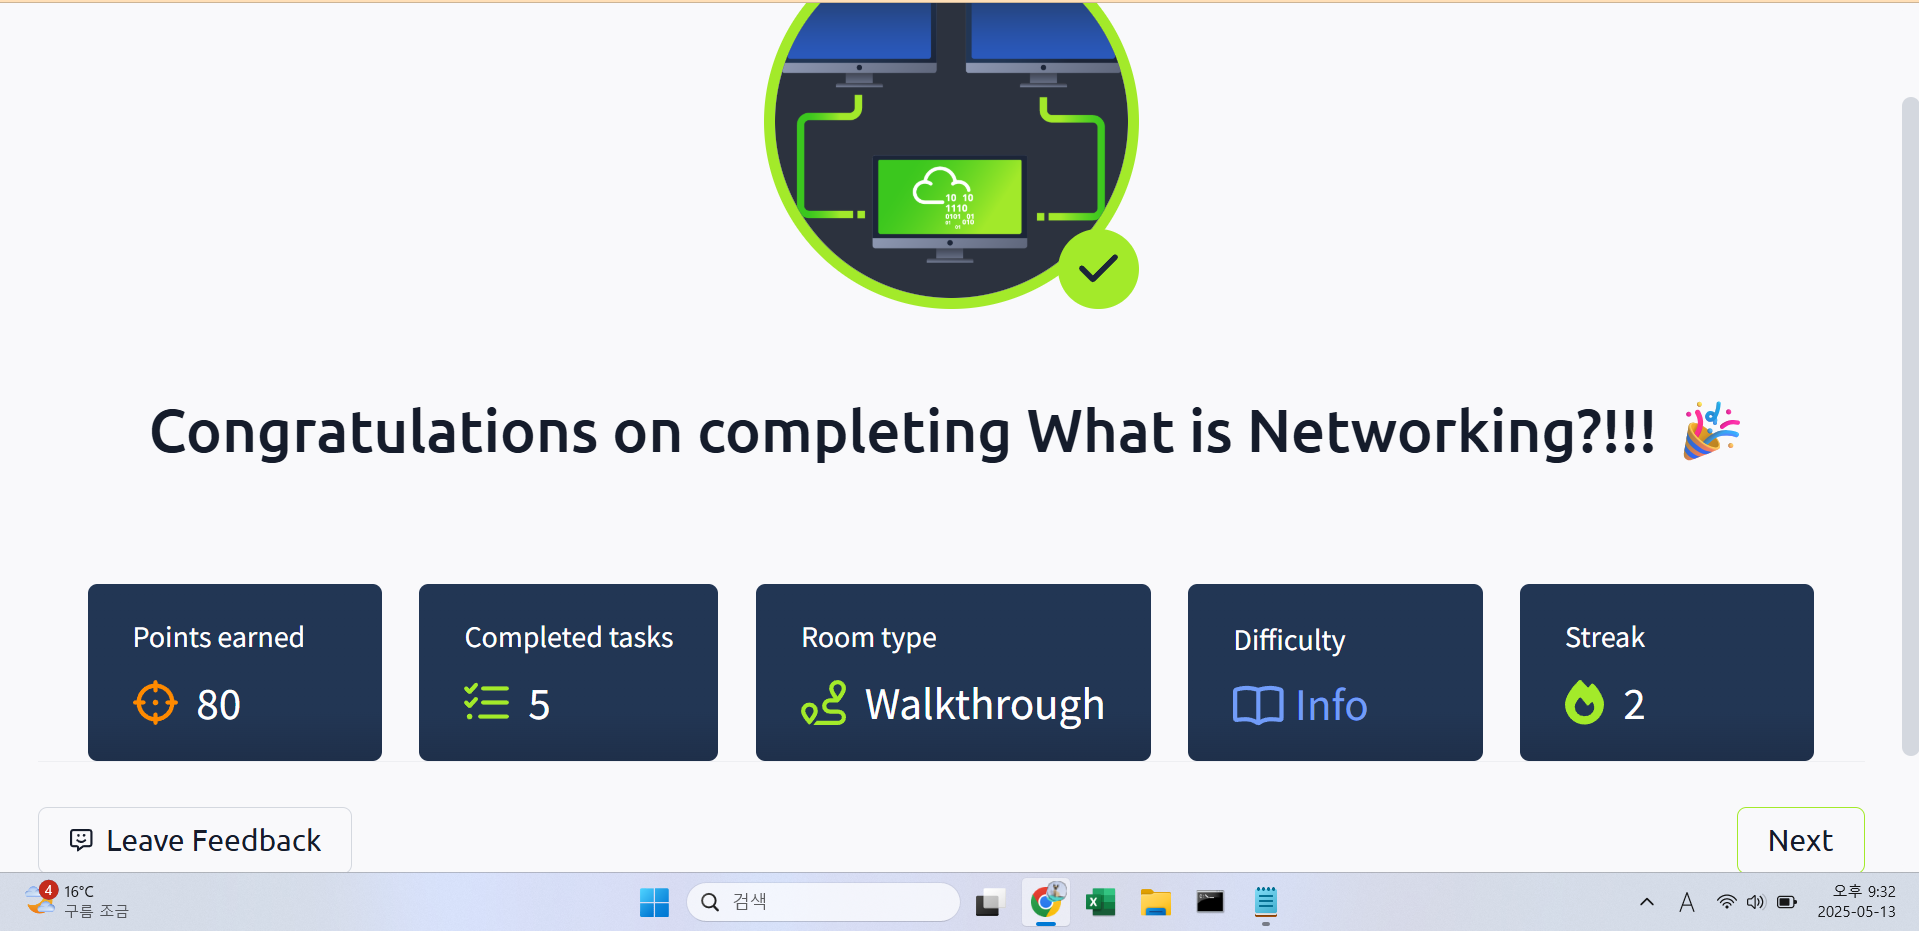 10 10
1110
0101 01
01 010
01
Congratulations on completing What is Networking?!!! 🎉
Points earned
80
Completed tasks
5
Room type
Walkthrough
Difficulty
Info
Streak
2
Leave Feedback
Next
4
16°C
구름 조금
검색
A
오후 9:32
2025-05-13